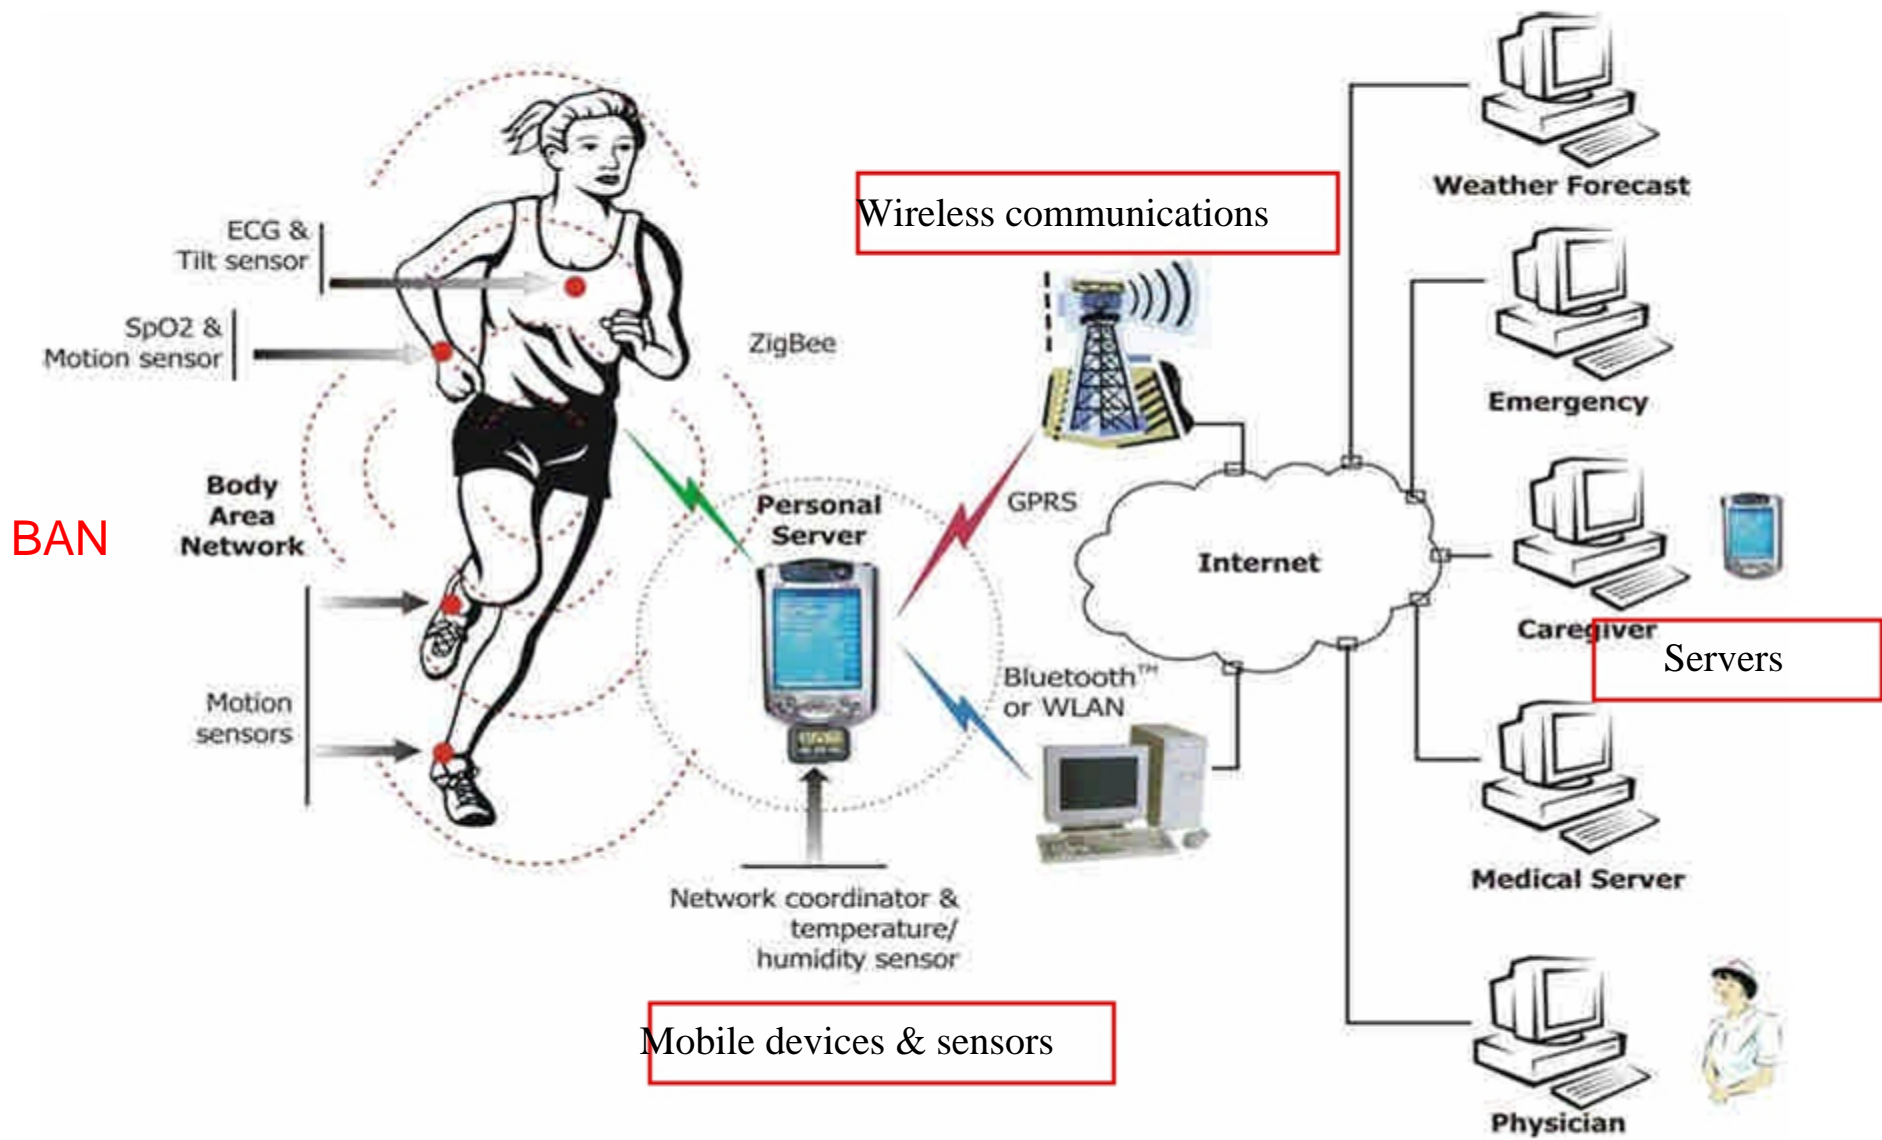 Weather Forecast
Wireless communications
ECG &
Tilt sensor
SpO2 &
Motion sensor
ZigBee
Emergency
Body
Area
Network
BAN
Personal
Server
GPRS
Internet
Caregiver
Servers
Motion
sensors
Bluetooth™
or WLAN
Medical Server
Network coordinator &
temperature/
humidity sensor
Mobile devices & sensors
Physician